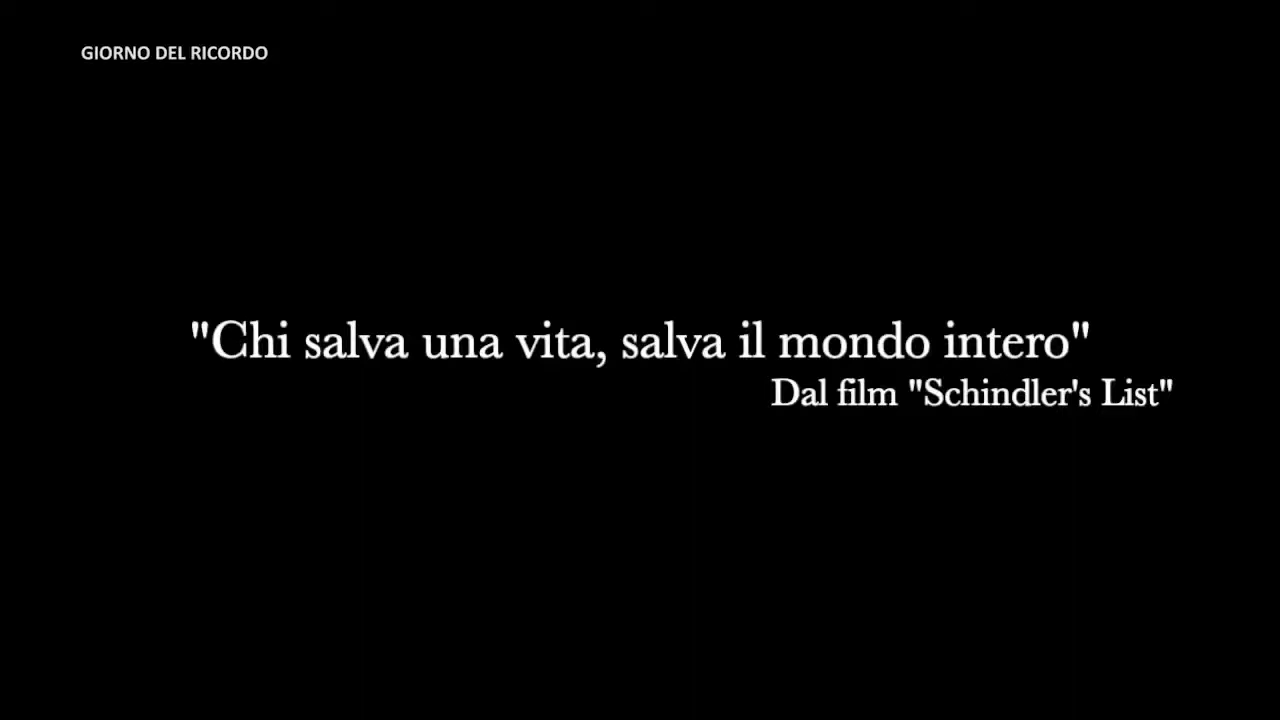 GIORNO DEL RICORDO
"Chi salva una vita, salva il mondo intero"
Dal film "Schindler's List"